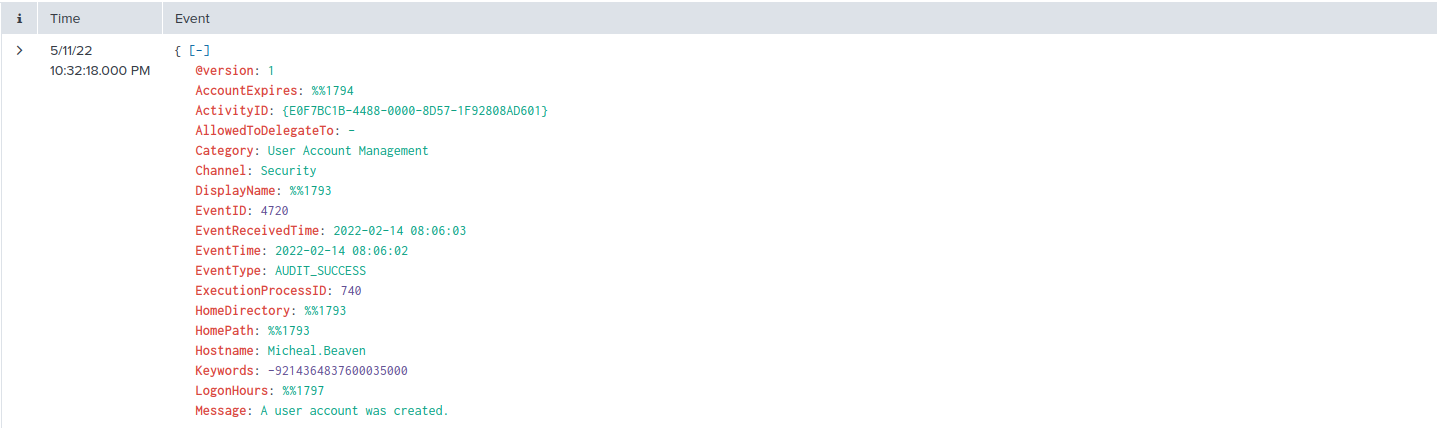 i Time Event
> 5/11/22 { [-]
10:32:18.000 PM @version: 1
AccountExpires: %%1794
ActivityID: {E0F7BC1B-4488-0000-8D57-1F92808AD601}
AllowedToDelegateTo: -
Category: User Account Management
Channel: Security
DisplayName: %%1793
EventID: 4720
EventReceivedTime: 2022-02-14 08:06:03
EventTime: 2022-02-14 08:06:02
EventType: AUDIT_SUCCESS
ExecutionProcessID: 740
HomeDirectory: %%1793
HomePath: %%1793
Hostname: Micheal.Beaven
Keywords: -9214364837600035000
LogonHours: %%1797
Message: A user account was created.